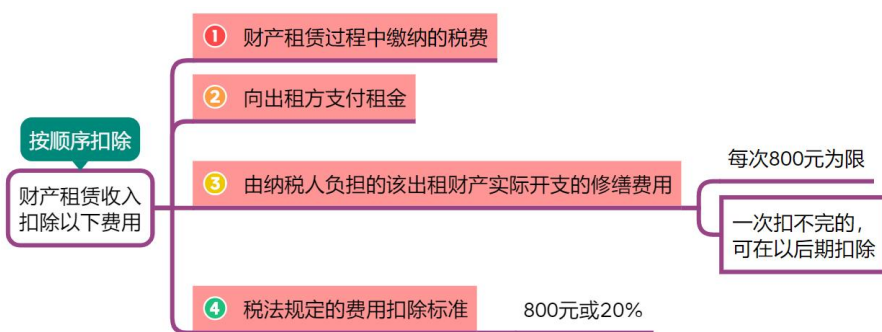 ① 财产租赁过程中缴纳的税费
② 向出租方支付租金
按顺序扣除
财产租赁收入
扣除以下费用
③ 由纳税人负担的该出租财产实际开支的修缮费用
每次800元为限
一次扣不完的，
可在以后期扣除
④ 税法规定的费用扣除标准
800元或20%